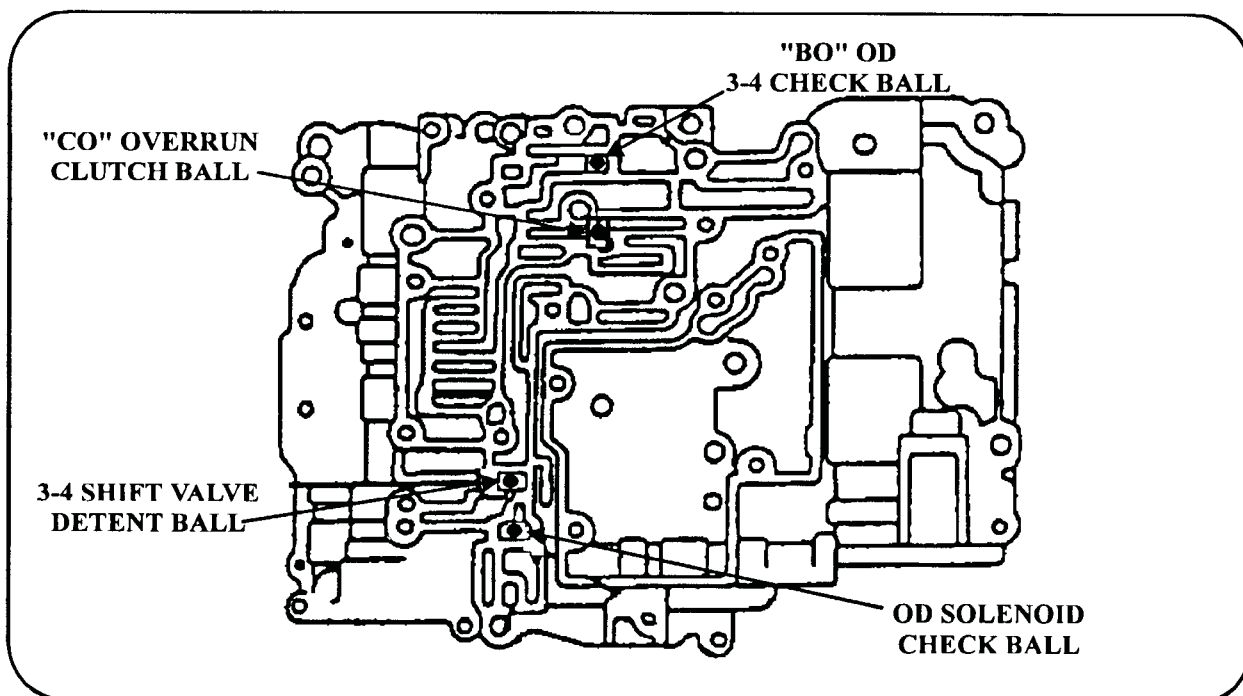 "BO" OD
3-4 CHECK BALL
"CO" OVERRUN
CLUTCH BALL
3-4 SHIFT VALVE
DETENT BALL
OD SOLENOID
CHECK BALL